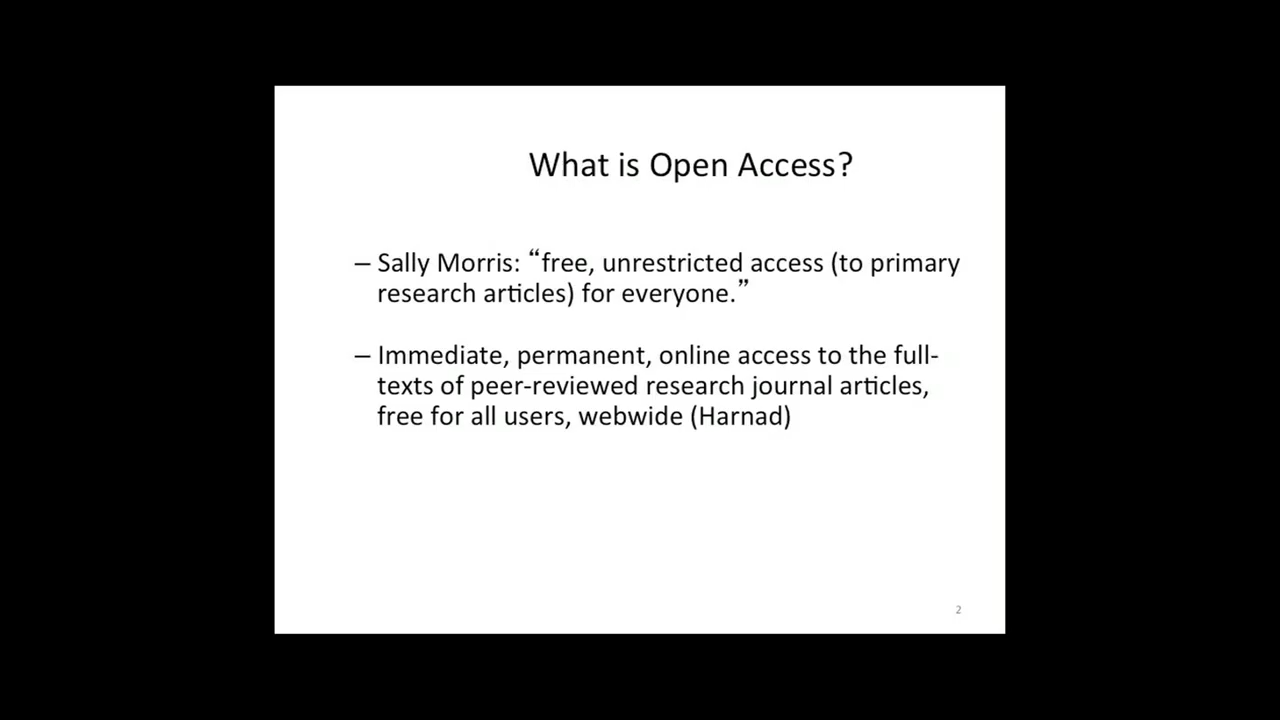 What is Open Access?
– Sally Morris: “free, unrestricted access (to primary
research articles) for everyone.”
– Immediate, permanent, online access to the full-
texts of peer-reviewed research journal articles,
free for all users, webwide (Harnad)
2